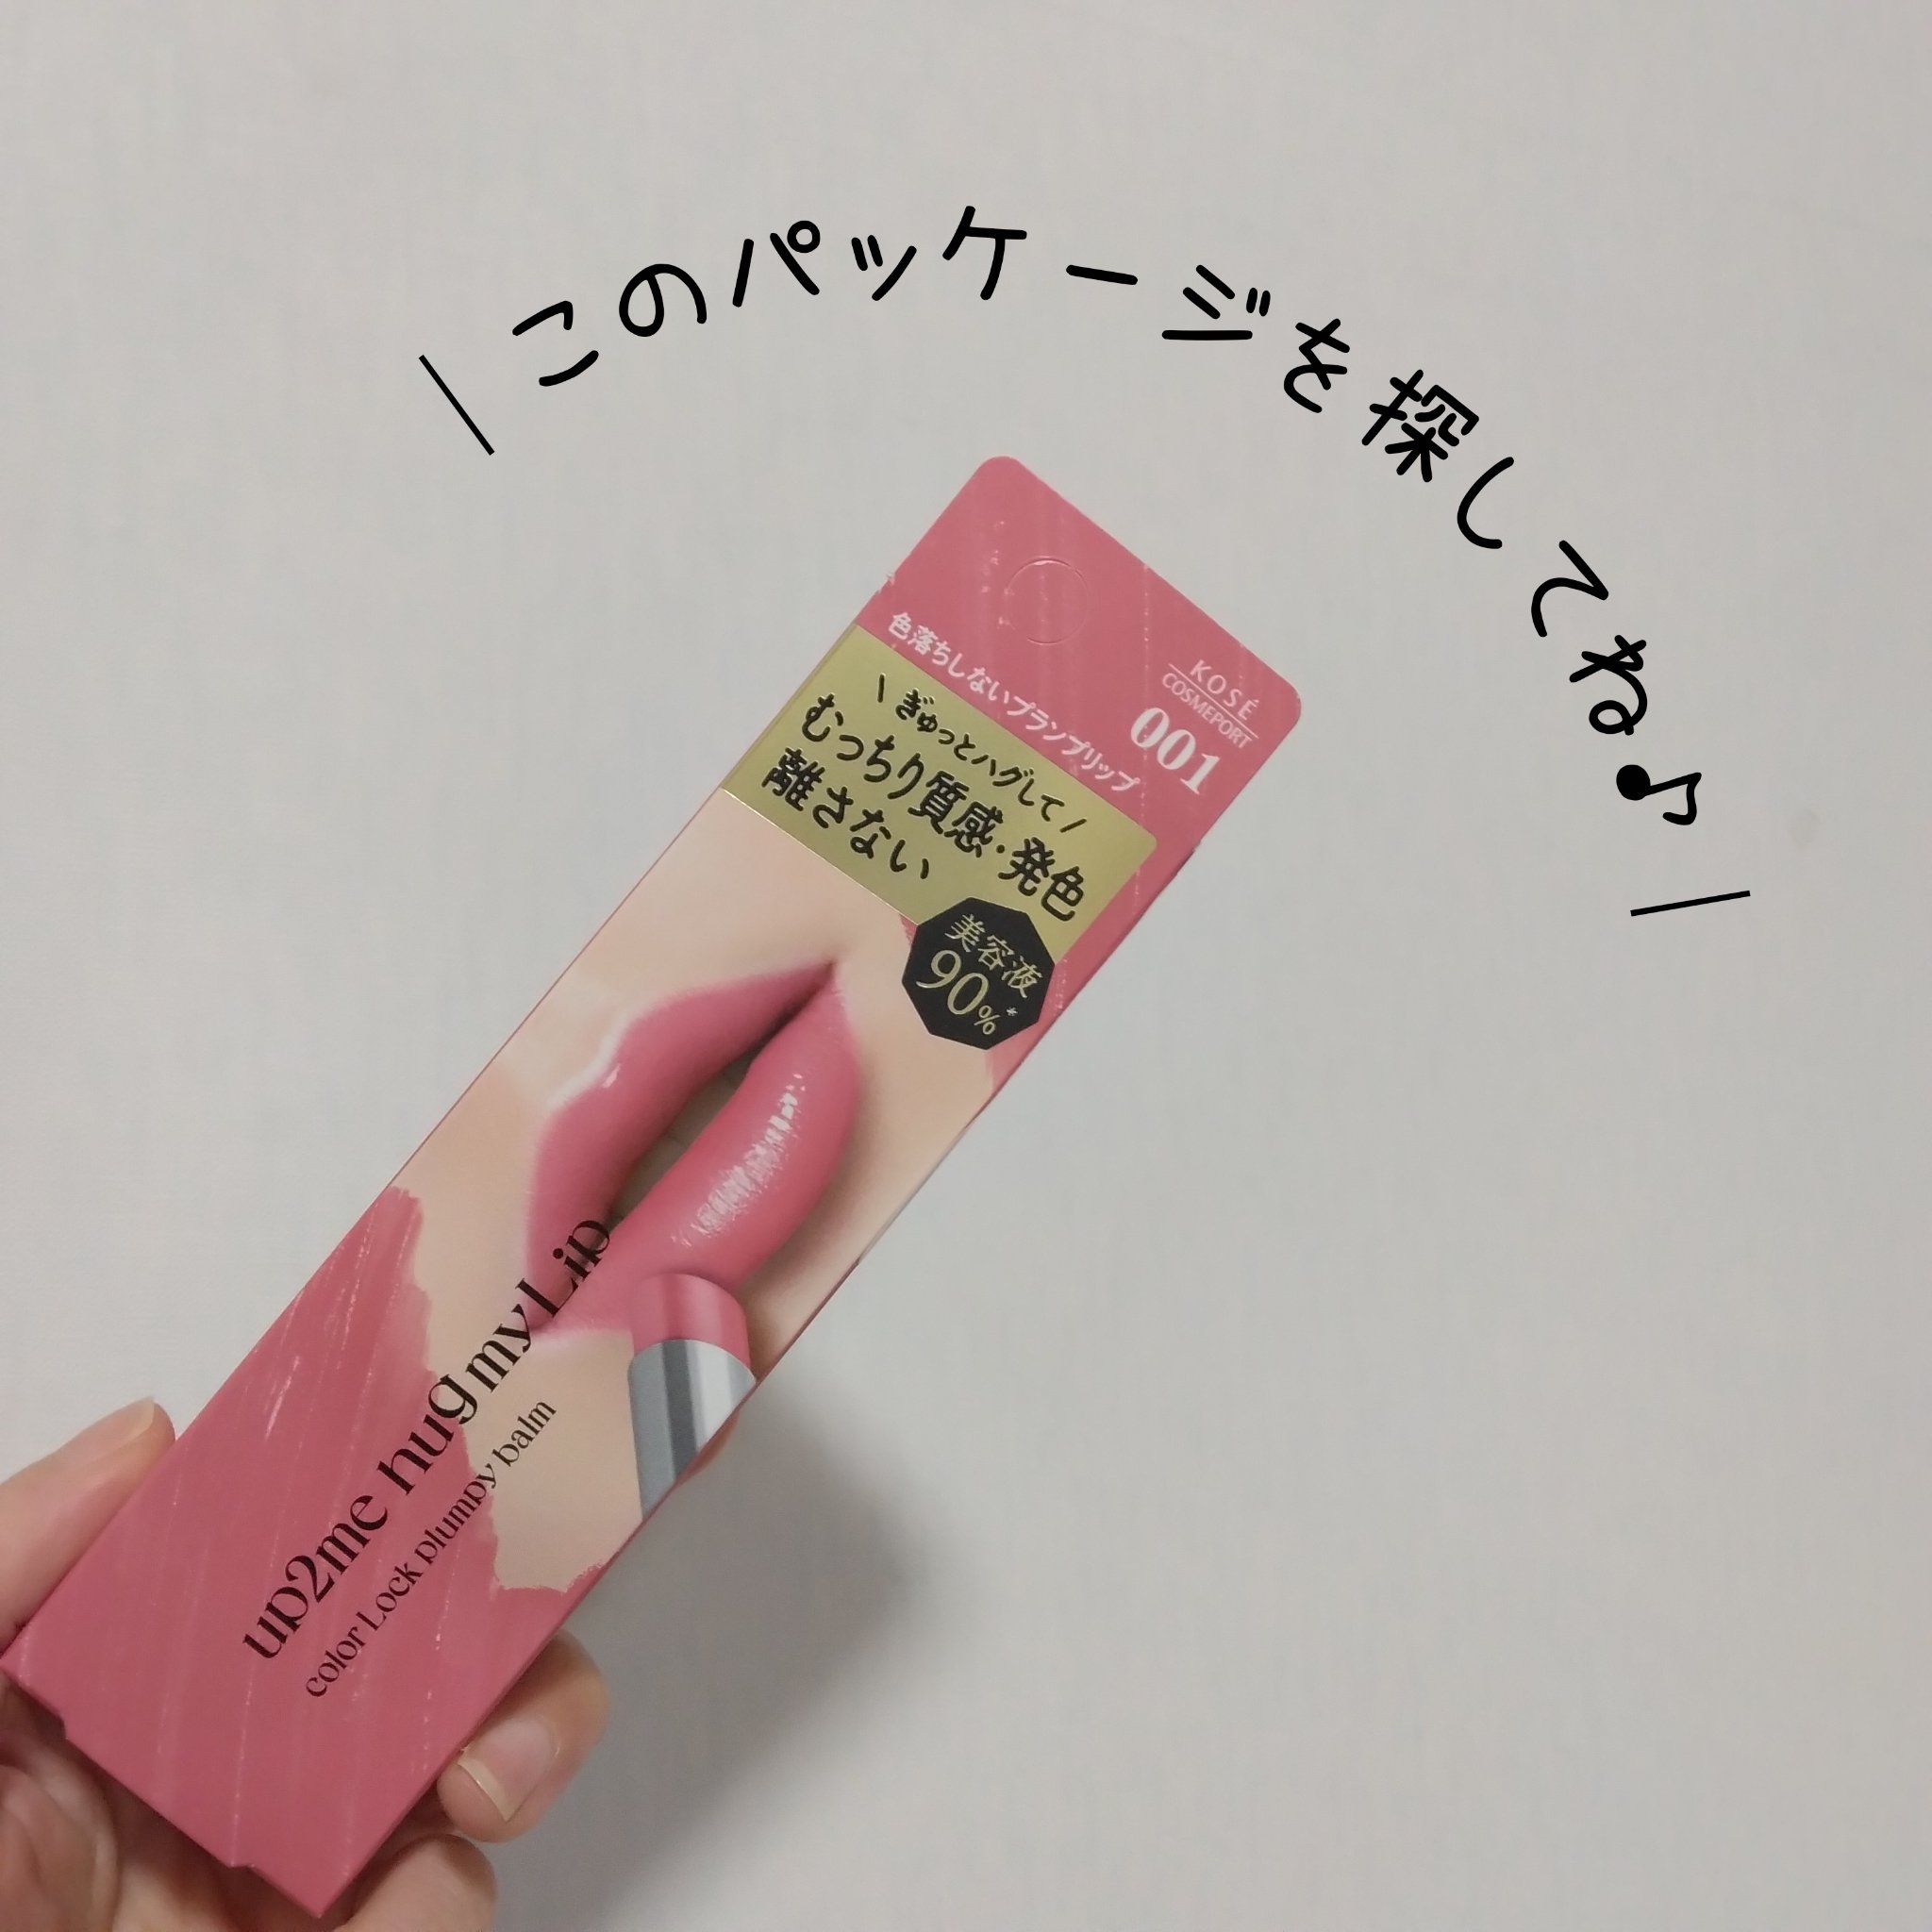 \このパッケージを探してね♪/
KOSÉ
COSMEPORT
001
色落ちしないプランプリップ
\ぎゅっとハグして/
むっちり質感・発色
離さない
美容液
90%*
up2me hug my Lip
color Lock plumpy balm